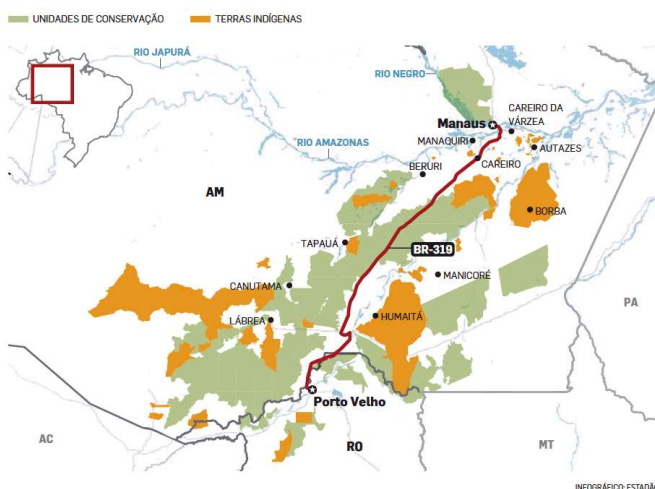 UNIDADES DE CONSERVAÇÃO
TERRAS INDÍGENAS
RIO JAPURÁ
RIO NEGRO
CAREIRO DA
VÁRZEA
Manaus
MANAQUIRI
AUTAZES
RIO AMAZONAS
CAREIRO
BERURI
AM
BORBA
TAPAUÁ
BR-319
MANICORÉ
CANUTAMA
PA
LÁBREA
HUMAITÁ
Porto Velho
AC
RO
MT
INFOGRÁFICO: ESTADÃO